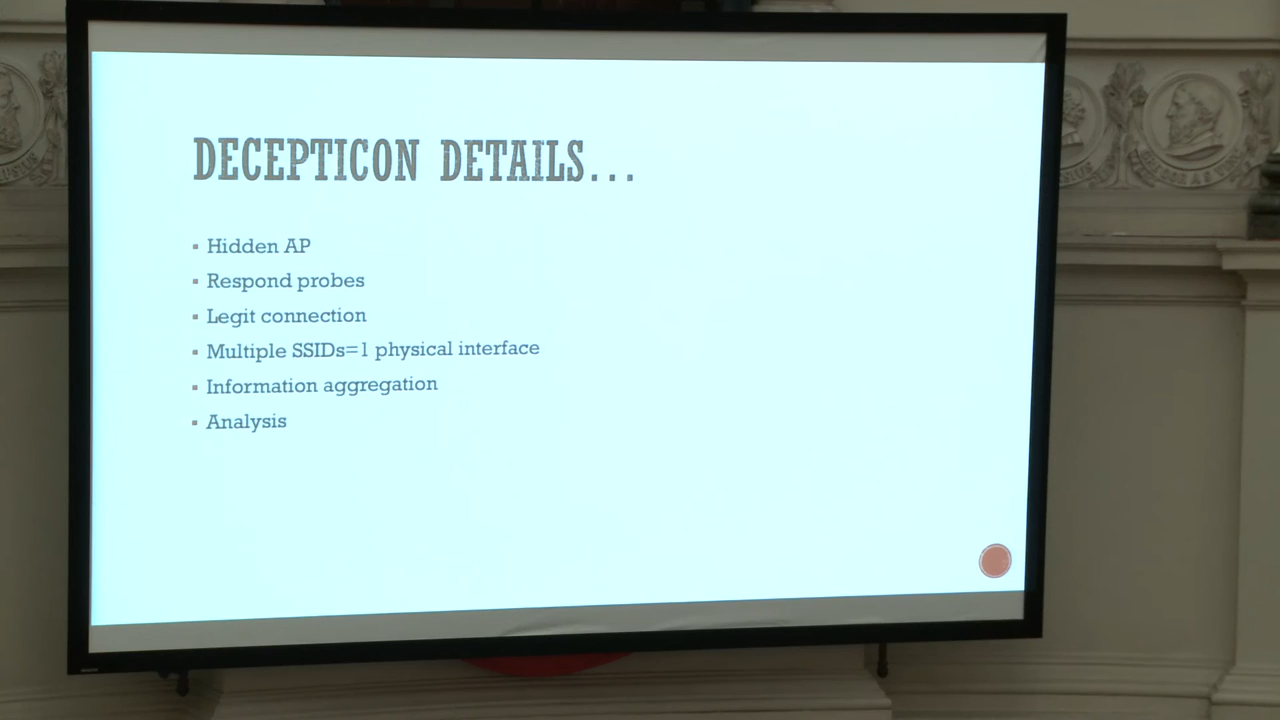 DECEPTICON DETAILS...
▪ Hidden AP
▪ Respond probes
▪ Legit connection
▪ Multiple SSIDs=1 physical interface
▪ Information aggregation
▪ Analysis